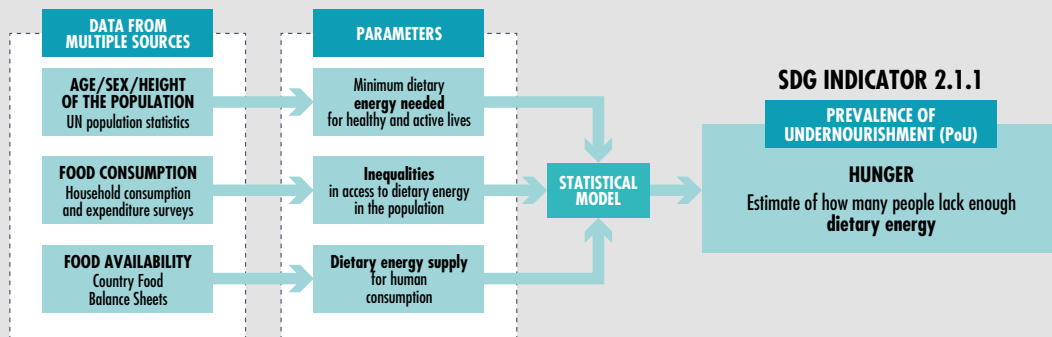 DATA FROM
MULTIPLE SOURCES
AGE/SEX/HEIGHT
OF THE POPULATION
UN population statistics
FOOD CONSUMPTION
Household consumption
and expenditure surveys
FOOD AVAILABILITY
Country Food
Balance Sheets
PARAMETERS
Minimum dietary
energy needed
for healthy and active lives
Inequalities
in access to dietary energy
in the population
Dietary energy supply
for human
consumption
STATISTICAL
MODEL
SDG INDICATOR 2.1.1
PREVALENCE OF
UNDERNOURISHMENT (PoU)
HUNGER
Estimate of how many people lack enough
dietary energy